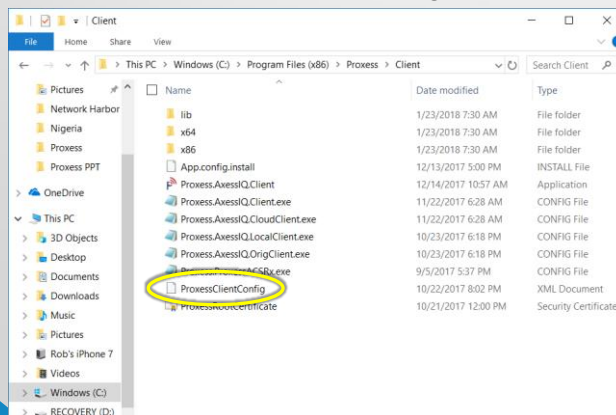 Client
File Home Share View
This PC > Windows (C:) > Program Files (x86) > Proxess > Client
Search Client
Name Date modified Type
Pictures
Network Harbor
Nigeria
Proxess
Proxess PPT
OneDrive
This PC
3D Objects
Desktop
Documents
Downloads
Music
Pictures
Rob's iPhone 7
Videos
Windows (C:)
RECOVERY (D:)
lib 1/23/2018 7:30 AM File folder
x64 1/23/2018 7:30 AM File folder
x86 1/23/2018 7:30 AM File folder
App.config.install 12/13/2017 5:00 PM INSTALL File
Proxess.AxessIQ.Client 12/14/2017 10:57 AM Application
Proxess.AxessIQ.Client.exe 11/22/2017 6:28 AM CONFIG File
Proxess.AxessIQ.CloudClient.exe 11/22/2017 6:28 AM CONFIG File
Proxess.AxessIQ.LocalClient.exe 10/23/2017 6:18 PM CONFIG File
Proxess.AxessIQ.OrigClient.exe 10/23/2017 6:18 PM CONFIG File
9/5/2017 5:37 PM CONFIG File
ProxessClientConfig 10/22/2017 8:02 PM XML Document
ProxessRootCertificate 10/21/2017 12:00 PM Security Certificate